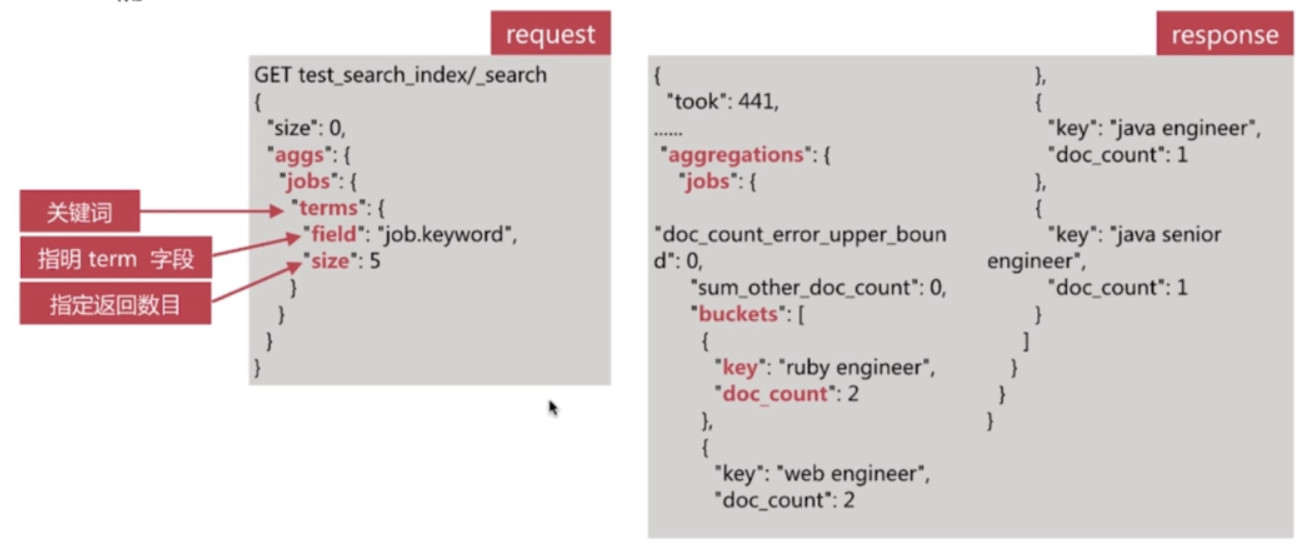 request
GET test_search_index/_search
{
"size": 0,
"aggs": {
"jobs": {
"terms": {
"field": "job.keyword",
"size": 5
}
}
}
}
关键词
指明 term 字段
指定返回数目
response
{
"took": 441,
......
"aggregations": {
"jobs": {
"doc_count_error_upper_boun
d": 0,
"sum_other_doc_count": 0,
"buckets": [
{
"key": "ruby engineer",
"doc_count": 2
},
{
"key": "web engineer",
"doc_count": 2
},
{
"key": "java engineer",
"doc_count": 1
},
{
"key": "java senior
engineer",
"doc_count": 1
}
]
}
}
}